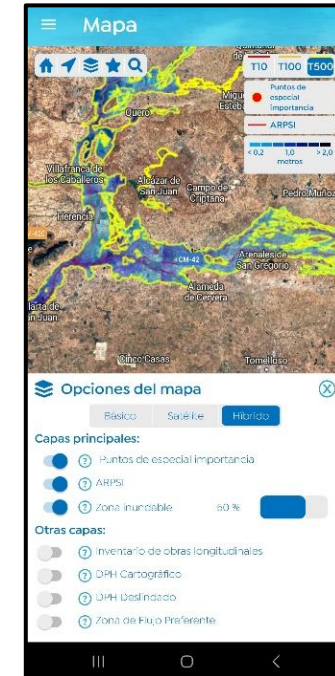 Mapa
T10 T100 T500
Puntos de
especial
importancia
ARPSI
< 0,2 1,0 > 2,0
metros
Quero
Villafranca de
los Caballeros
Alcázar de
San Juan
Campo de
Criptana
Pedro Muñoz
Herencia
CM-42
Arenales de
San Gregorio
Alameda
de Cervera
Cinco Casas
Tomelloso
Opciones del mapa
Básico Satélite Híbrido
Capas principales:
? Puntos de especial importancia
? ARPSI
? Zona inundable 60 %
Otras capas:
? Inventario de obras longitudinales
? DPH Cartográfico
? DPH Deslindado
? Zona de Flujo Preferente